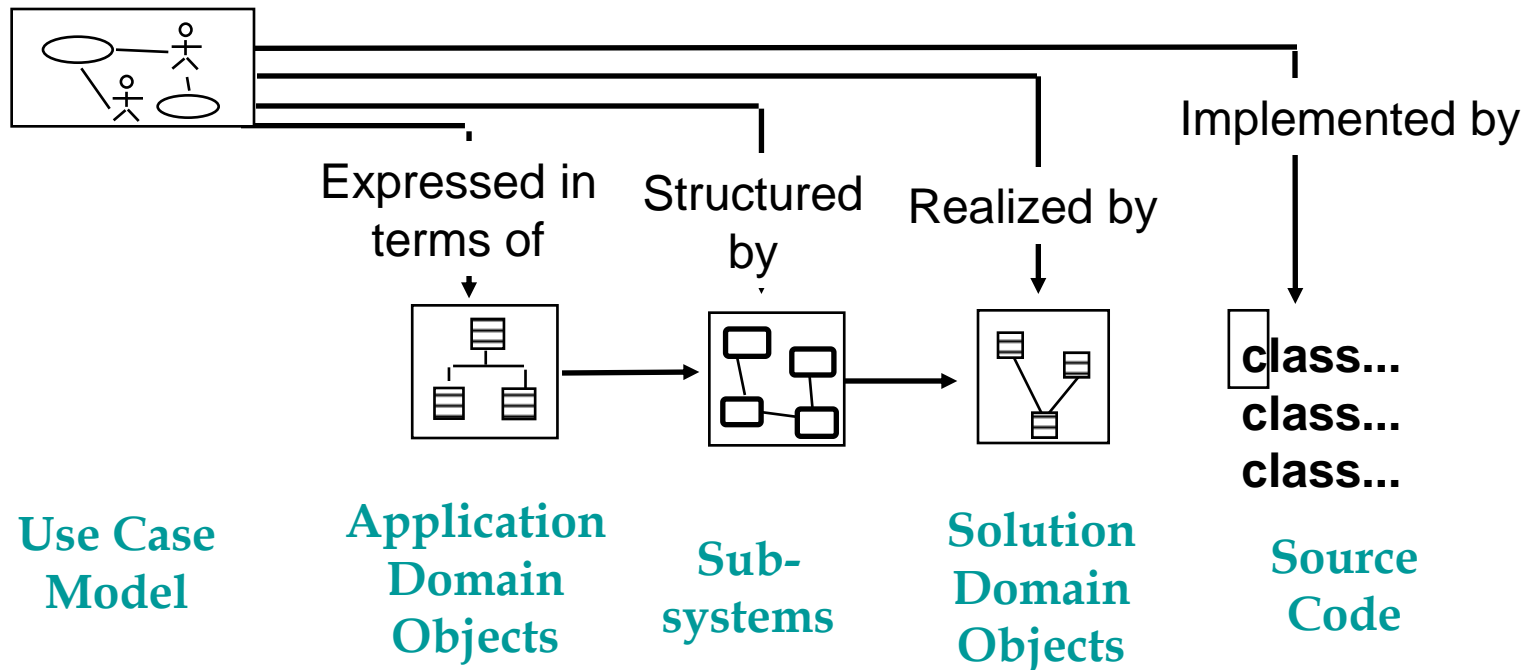 Implemented by
Expressed in
terms of
Structured
by
Realized by
class...
class...
class...
Use Case
Model
Application
Domain
Objects
Sub-
systems
Solution
Domain
Objects
Source
Code